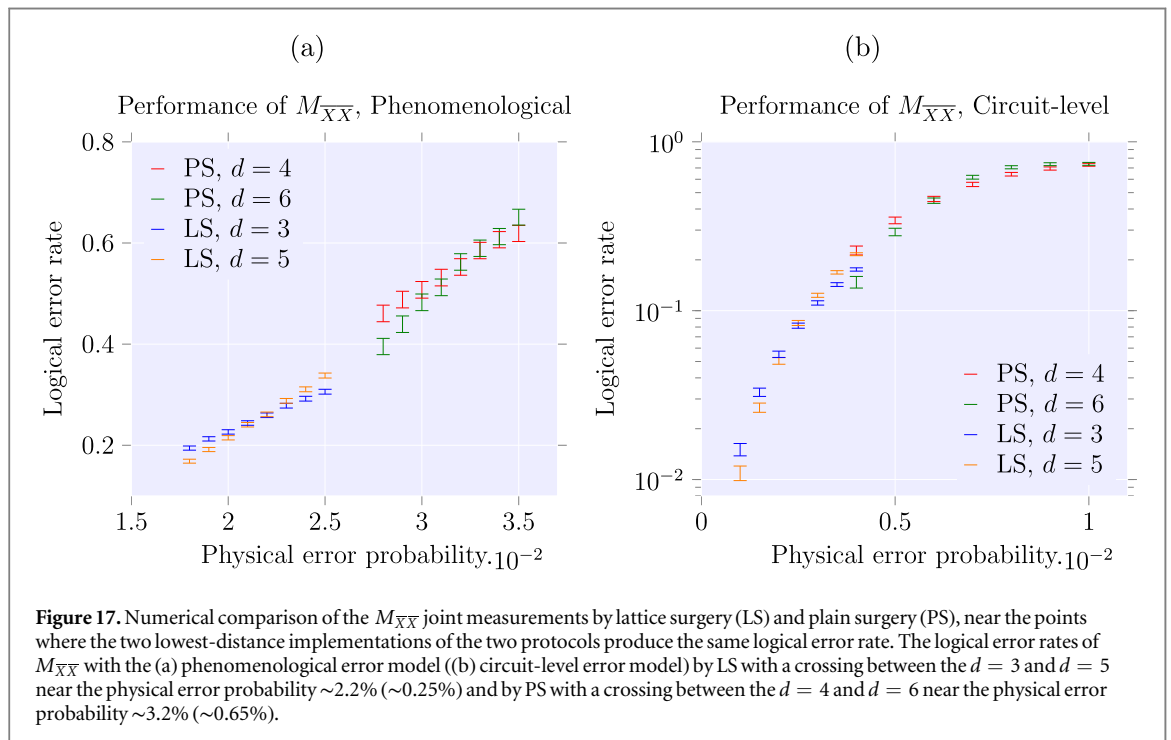 (a)
Performance of M_{\overline{XX}}, Phenomenological
0.8
0.6
0.4
0.2
Logical error rate
PS, d = 4
PS, d = 6
LS, d = 3
LS, d = 5
1.5 2 2.5 3 3.5
Physical error probability.10⁻²
(b)
Performance of M_{\overline{XX}}, Circuit-level
10⁰
10⁻¹
10⁻²
Logical error rate
PS, d = 4
PS, d = 6
LS, d = 3
LS, d = 5
0 0.5 1
Physical error probability.10⁻²
Figure 17. Numerical comparison of the M_{\overline{XX}} joint measurements by lattice surgery (LS) and plain surgery (PS), near the points
where the two lowest-distance implementations of the two protocols produce the same logical error rate. The logical error rates of
M_{\overline{XX}} with the (a) phenomenological error model ((b) circuit-level error model) by LS with a crossing between the d = 3 and d = 5
near the physical error probability ~2.2% (~0.25%) and by PS with a crossing between the d = 4 and d = 6 near the physical error
probability ~3.2% (~0.65%).